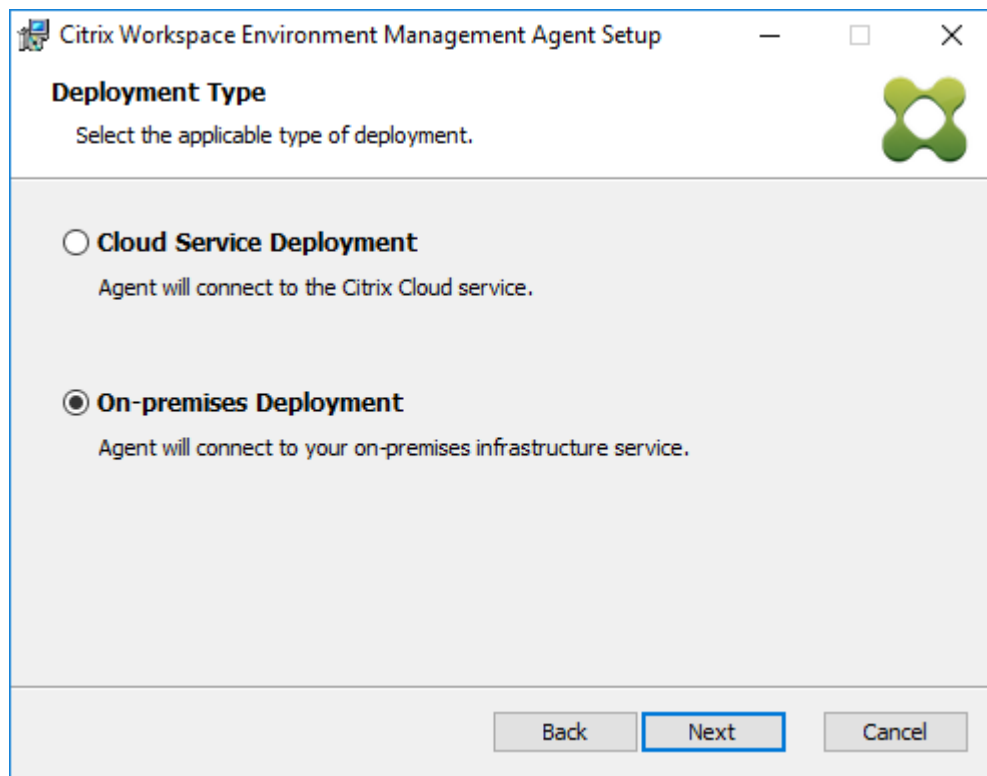 Citrix Workspace Environment Management Agent Setup
Deployment Type
Select the applicable type of deployment.
Cloud Service Deployment
Agent will connect to the Citrix Cloud service.
On-premises Deployment
Agent will connect to your on-premises infrastructure service.
Back Next Cancel